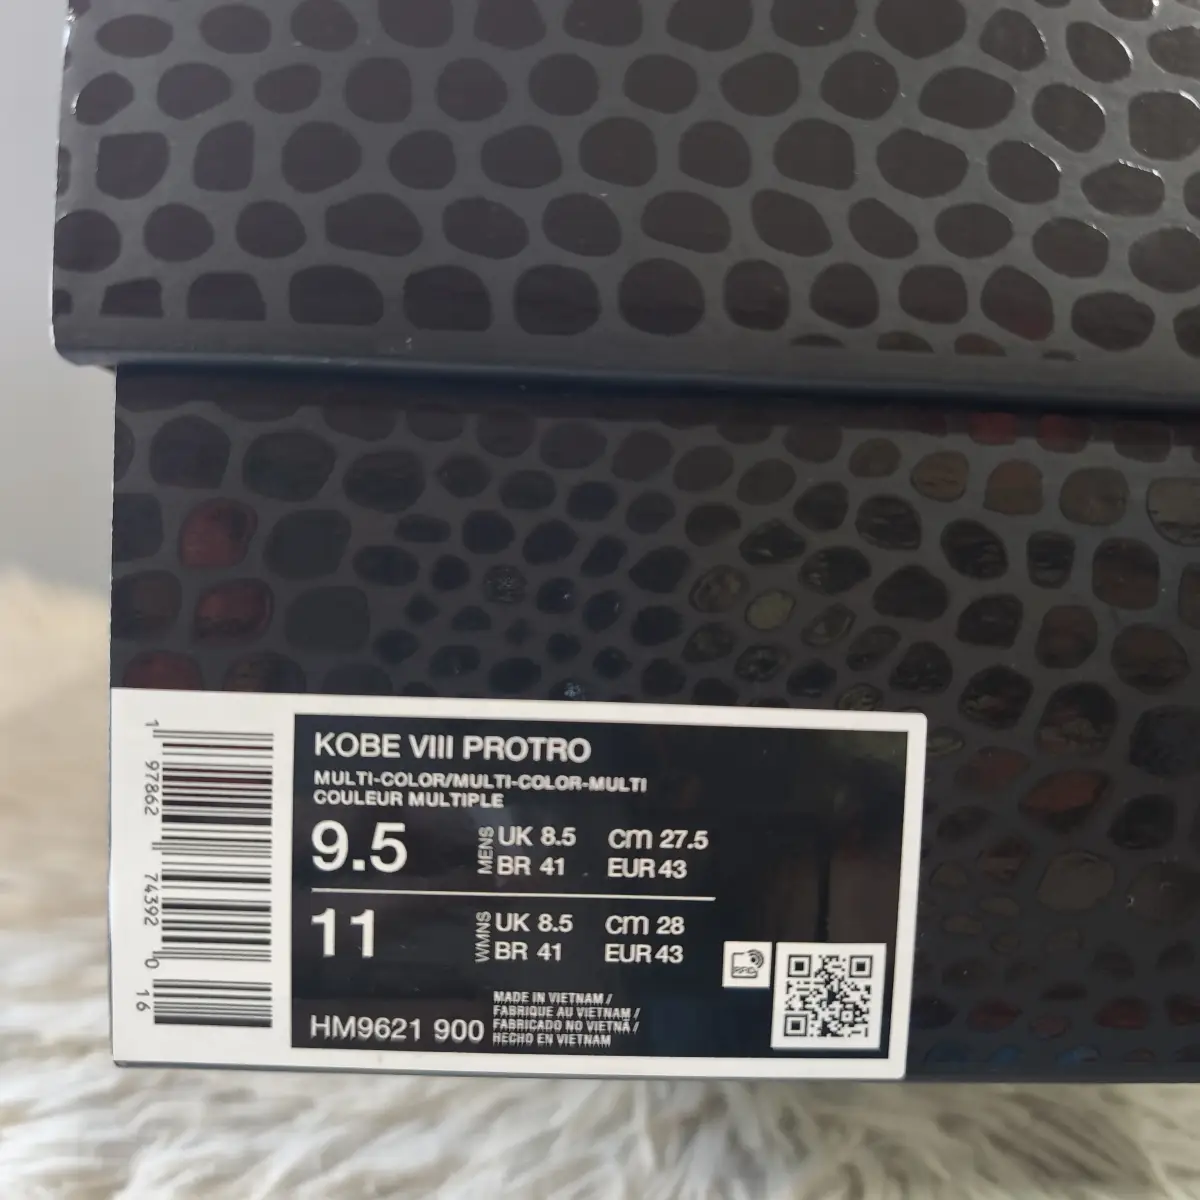 KOBE VIII PROTRO
MULTI-COLOR/MULTI-COLOR-MULTI
COULEUR MULTIPLE
9.5
MENS
UK 8.5 cm 27.5
BR 41 EUR 43
11
WMNS
UK 8.5 cm 28
BR 41 EUR 43
HM9621 900
MADE IN VIETNAM /
FABRIQUE AU VIETNAM /
FABRICADO NO VIETNÃ /
HECHO EN VIETNAM
RFID
1 97862 74392 0 16